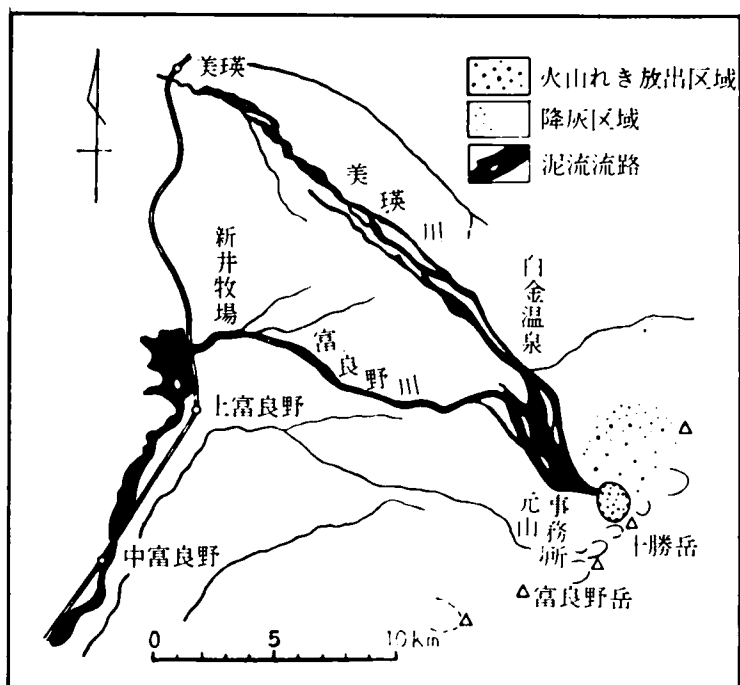 美瑛
火山れき放出区域
降灰区域
泥流流路
美瑛川
新井牧場
白金温泉
富良野川
上富良野
元山事務所
十勝岳
中富良野
富良野岳
0 5 10km